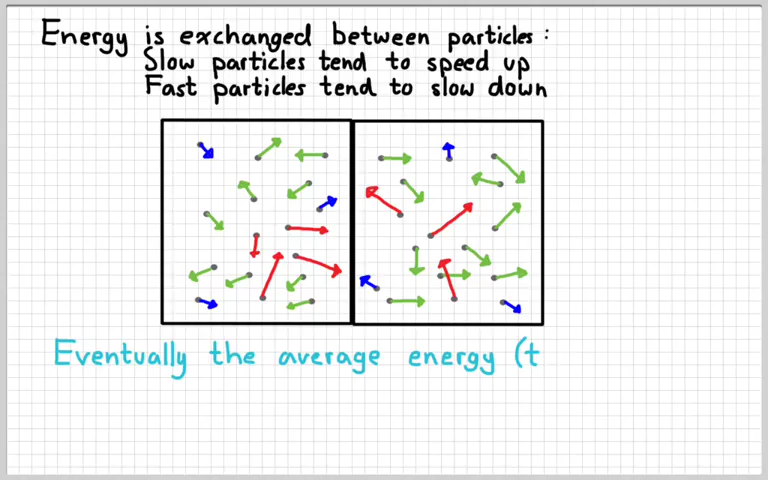 Energy is exchanged between particles:
Slow particles tend to speed up
Fast particles tend to slow down
Eventually the average energy (t